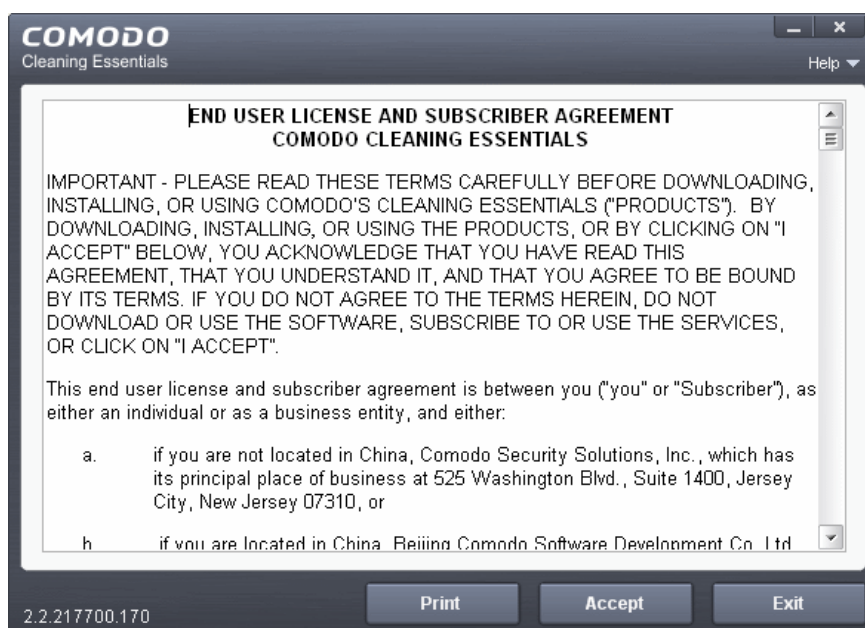 COMODO
Cleaning Essentials
Help
END USER LICENSE AND SUBSCRIBER AGREEMENT
COMODO CLEANING ESSENTIALS
IMPORTANT - PLEASE READ THESE TERMS CAREFULLY BEFORE DOWNLOADING,
INSTALLING, OR USING COMODO'S CLEANING ESSENTIALS ("PRODUCTS"). BY
DOWNLOADING, INSTALLING, OR USING THE PRODUCTS, OR BY CLICKING ON "I
ACCEPT" BELOW, YOU ACKNOWLEDGE THAT YOU HAVE READ THIS
AGREEMENT, THAT YOU UNDERSTAND IT, AND THAT YOU AGREE TO BE BOUND
BY ITS TERMS. IF YOU DO NOT AGREE TO THE TERMS HEREIN, DO NOT
DOWNLOAD OR USE THE SOFTWARE, SUBSCRIBE TO OR USE THE SERVICES,
OR CLICK ON "I ACCEPT".
This end user license and subscriber agreement is between you ("you" or "Subscriber"), as
either an individual or as a business entity, and either:
a. if you are not located in China, Comodo Security Solutions, Inc., which has
its principal place of business at 525 Washington Blvd., Suite 1400, Jersey
City, New Jersey 07310, or
b. if you are located in China, Beijing Comodo Software Development Co. Ltd
2.2.217700.170
Print
Accept
Exit